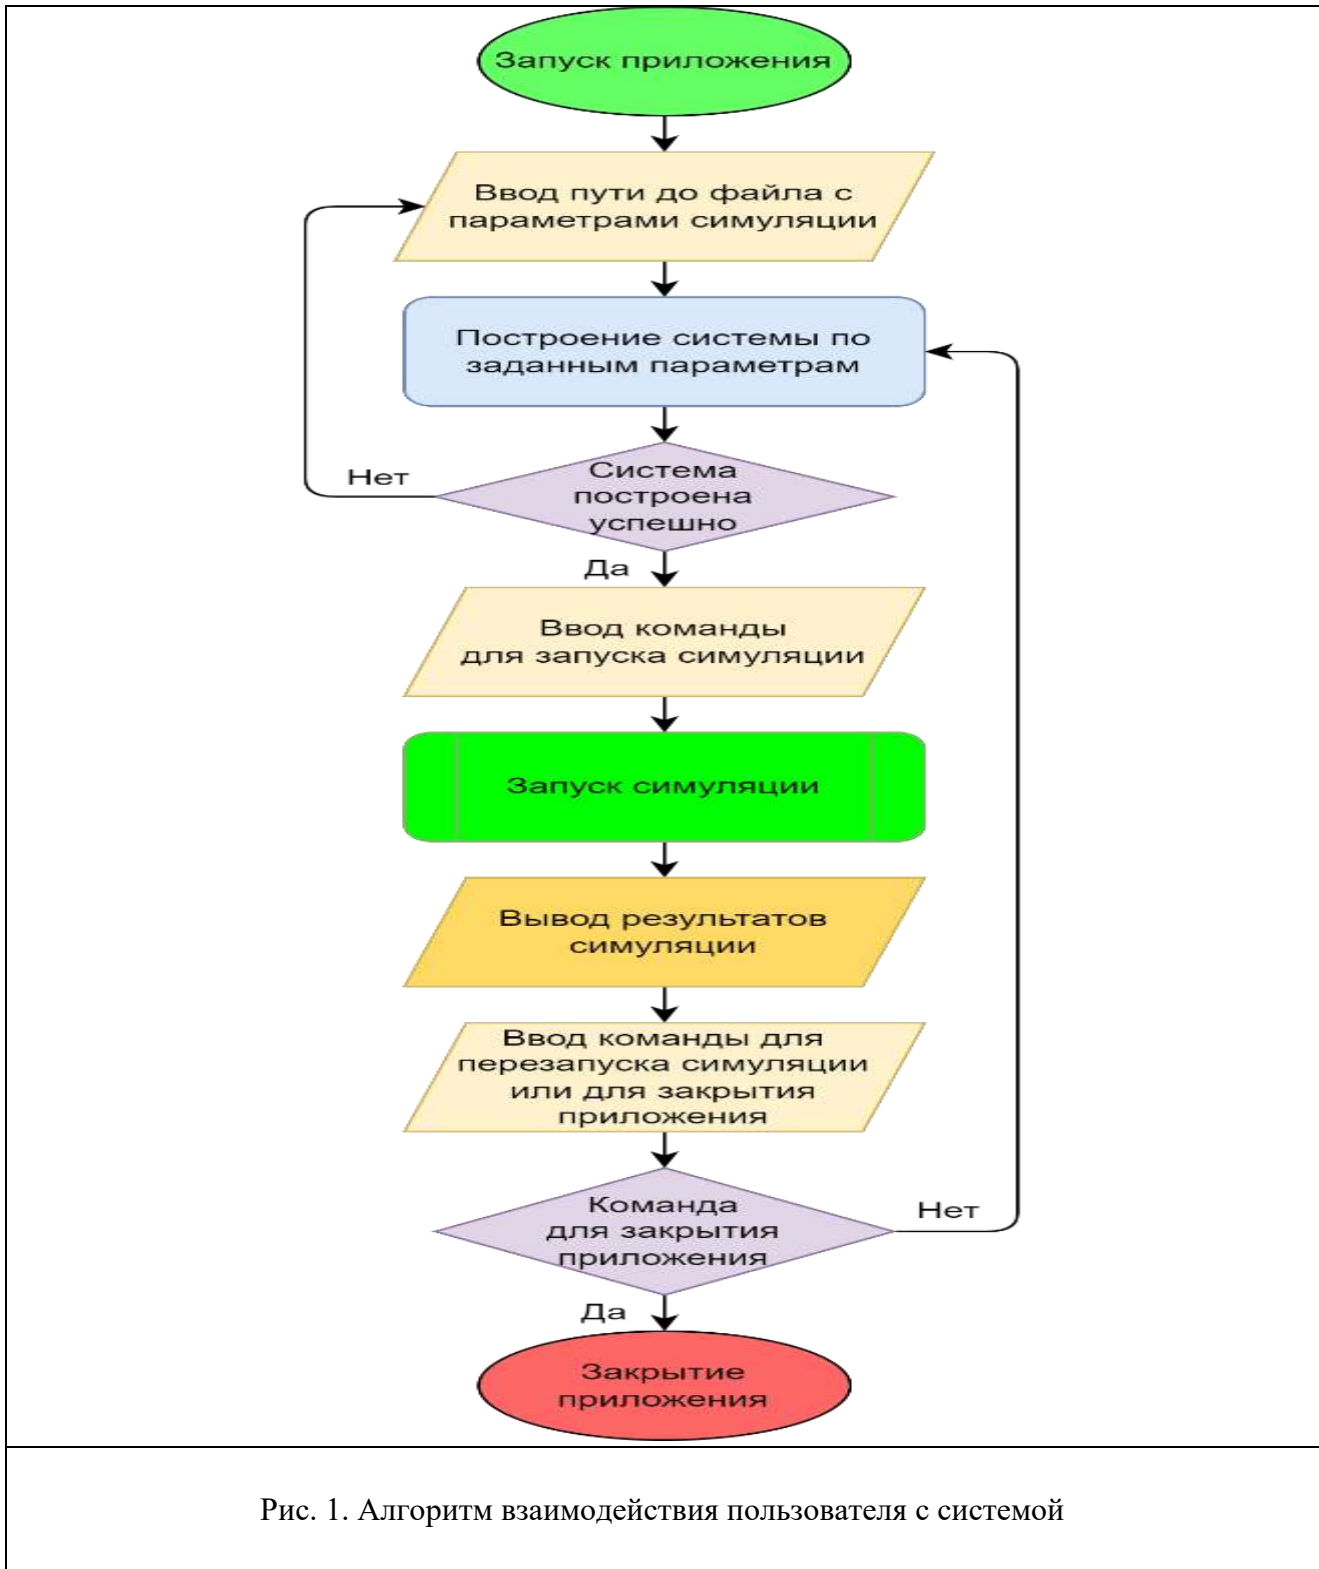 Запуск приложения
Ввод пути до файла с
параметрами симуляции
Построение системы по
заданным параметрам
Система
построена
успешно
Нет
Да
Ввод команды
для запуска симуляции
Запуск симуляции
Вывод результатов
симуляции
Ввод команды для
перезапуска симуляции
или для закрытия
приложения
Команда
для закрытия
приложения
Нет
Да
Закрытие
приложения
Рис. 1. Алгоритм взаимодействия пользователя с системой